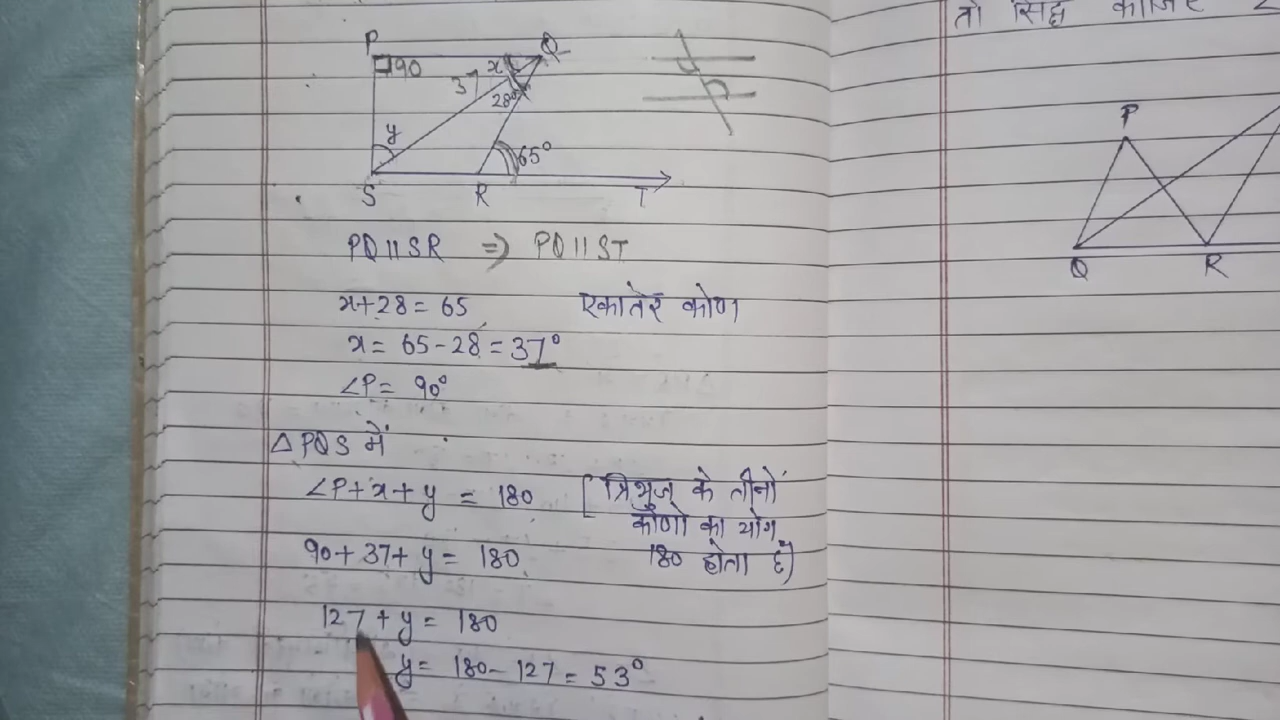 तो सिद्ध कीजिए ∠
P
Q
90
x
37
28°
y
65°
S
R
T
P
Q
R
PQ||SR ⇒ PQ||ST
x+28 = 65 एकांतर कोण
x = 65-28 = 37°
∠P = 90°
△PQS में
∠P+x+y = 180 [त्रिभुज के तीनों
कोणो का योग
90+37+y = 180 180 होता है)
127+y = 180
y = 180-127 = 53°